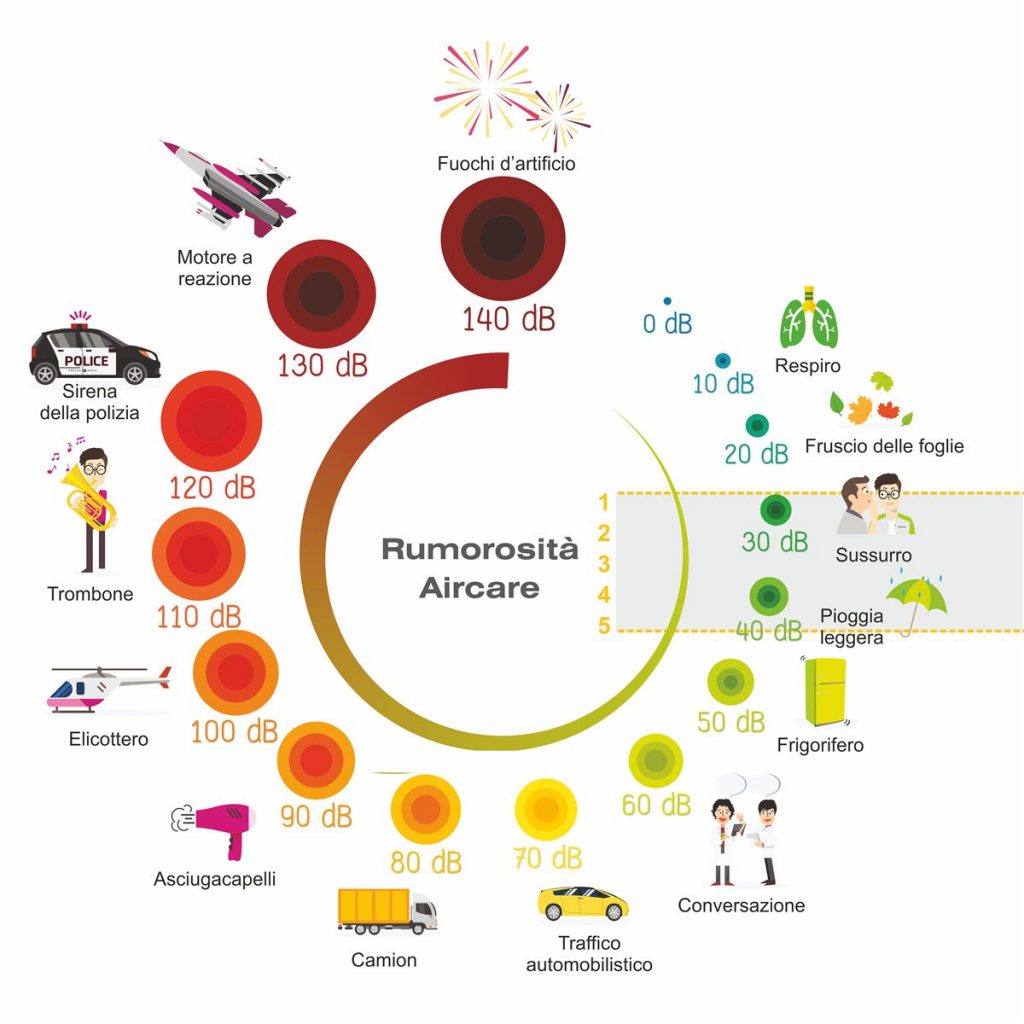 Fuochi d’artificio
140 dB
Motore a
reazione
130 dB
POLICE
Sirena
della polizia
120 dB
Trombone
110 dB
Elicottero
100 dB
Asciugacapelli
90 dB
Camion
80 dB
Traffico
automobilistico
70 dB
Conversazione
60 dB
Frigorifero
50 dB
Pioggia
leggera
40 dB
Sussurro
30 dB
Fruscio delle foglie
20 dB
Respiro
10 dB
0 dB
1
2
3
4
5
Rumorosità
Aircare